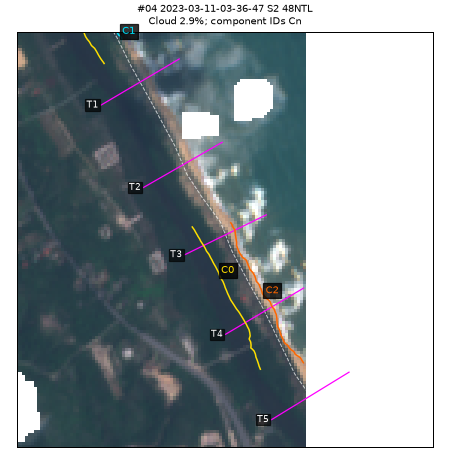 #04 2023-03-11-03-36-47 S2 48NTL
Cloud 2.9%; component IDs Cn
C1
T1
T2
T3
C0
C2
T4
T5